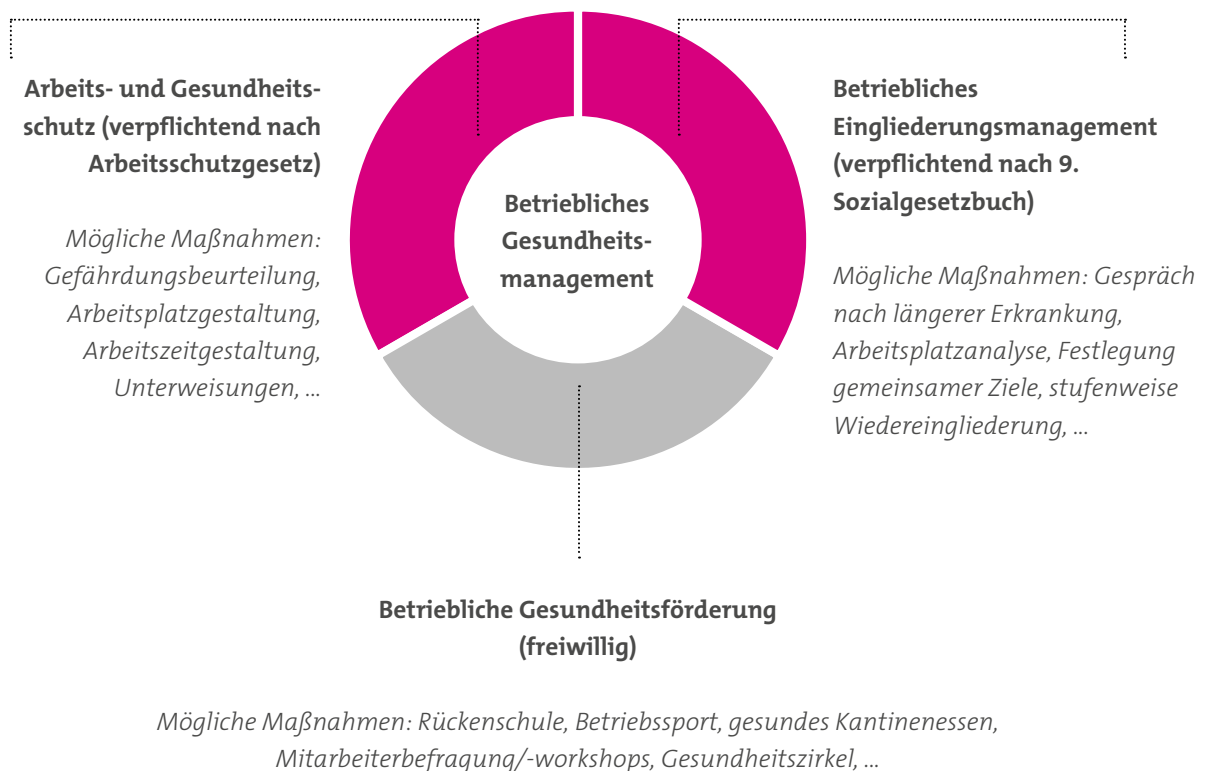 Arbeits- und Gesundheits-
schutz (verpflichtend nach
Arbeitsschutzgesetz)
Mögliche Maßnahmen:
Gefährdungsbeurteilung,
Arbeitsplatzgestaltung,
Arbeitszeitgestaltung,
Unterweisungen, ...
Betriebliches
Gesundheits-
management
Betriebliches
Eingliederungsmanagement
(verpflichtend nach 9.
Sozialgesetzbuch)
Mögliche Maßnahmen: Gespräch
nach längerer Erkrankung,
Arbeitsplatzanalyse, Festlegung
gemeinsamer Ziele, stufenweise
Wiedereingliederung, ...
Betriebliche Gesundheitsförderung
(freiwillig)
Mögliche Maßnahmen: Rückenschule, Betriebssport, gesundes Kantinenessen,
Mitarbeiterbefragung/-workshops, Gesundheitszirkel, ...